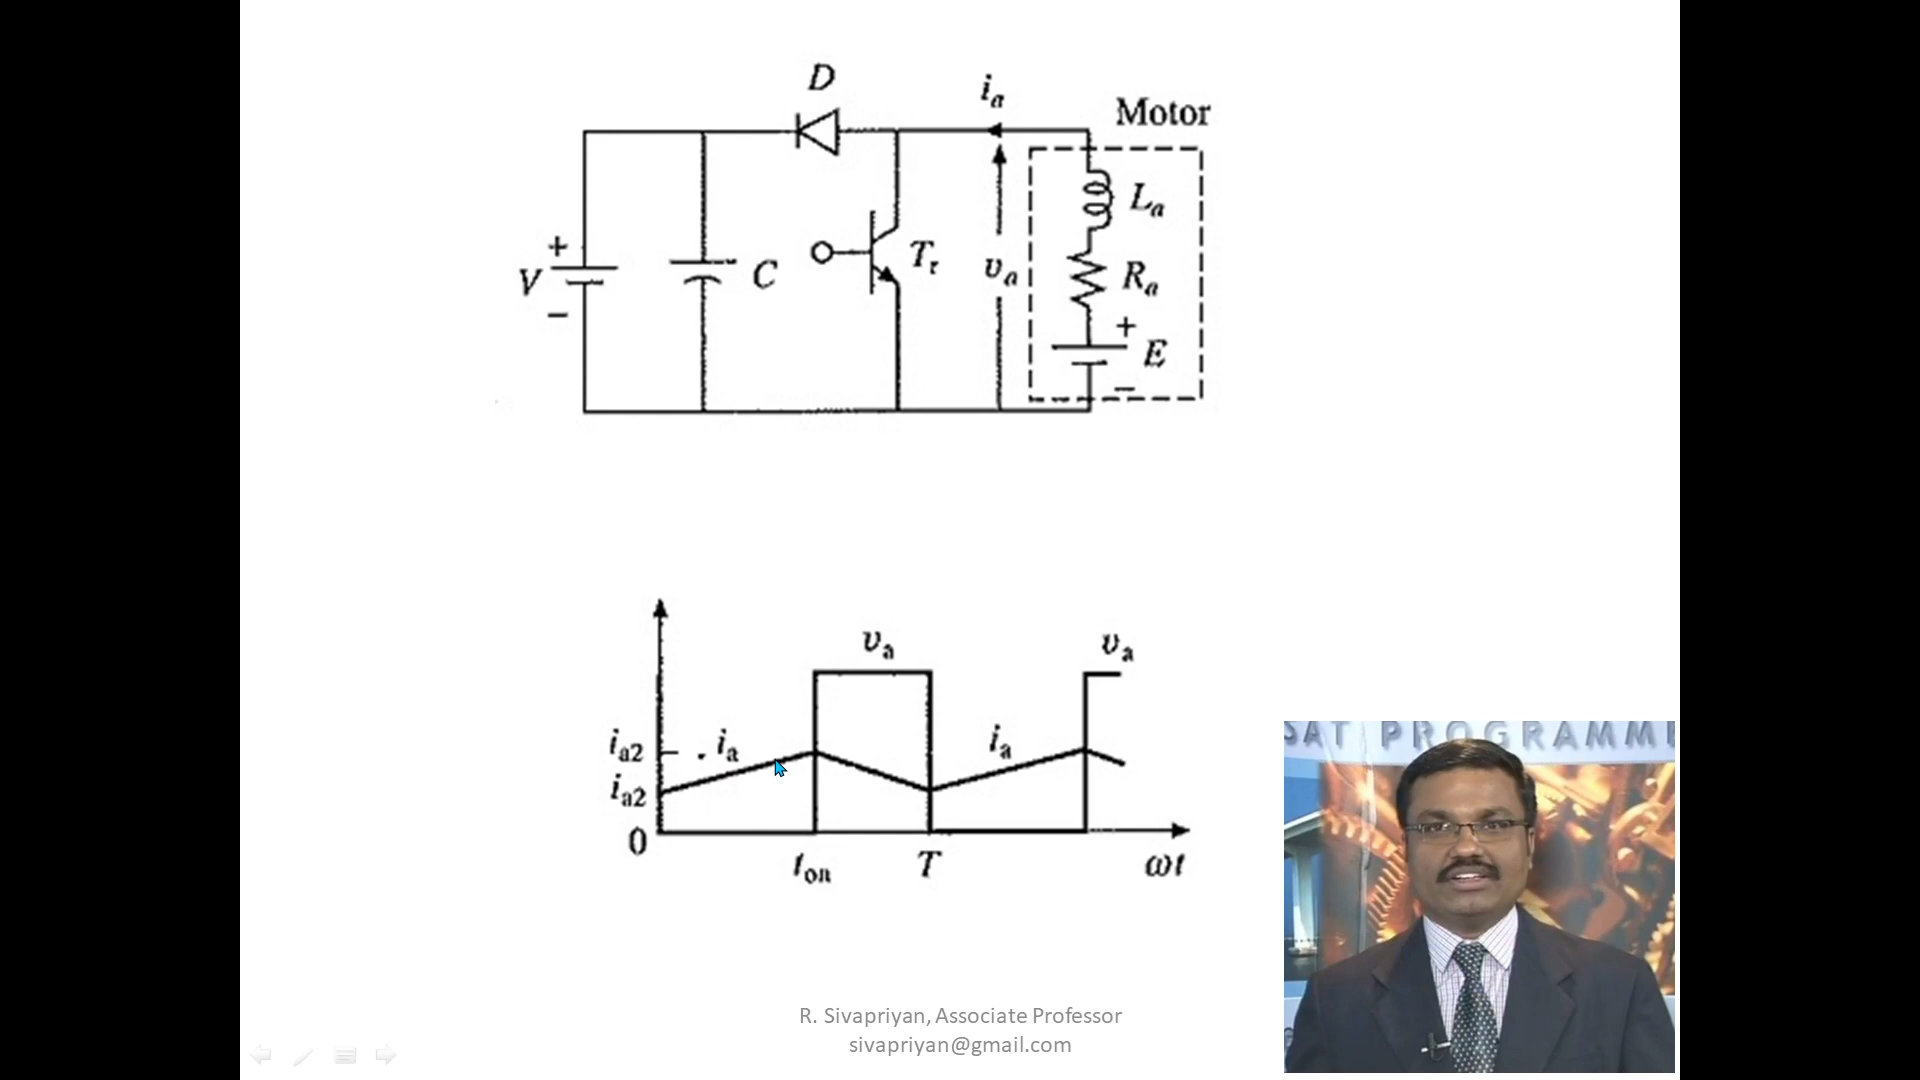 D
i_a
Motor
L_a
+
V
C
T_r
v_a
R_a
−
+
E
−
v_a
v_a
i_a2
. i_a
i_a
i_a2
0
t_on
T
ωt
SAT PROGRAMME
R. Sivapriyan, Associate Professor
sivapriyan@gmail.com